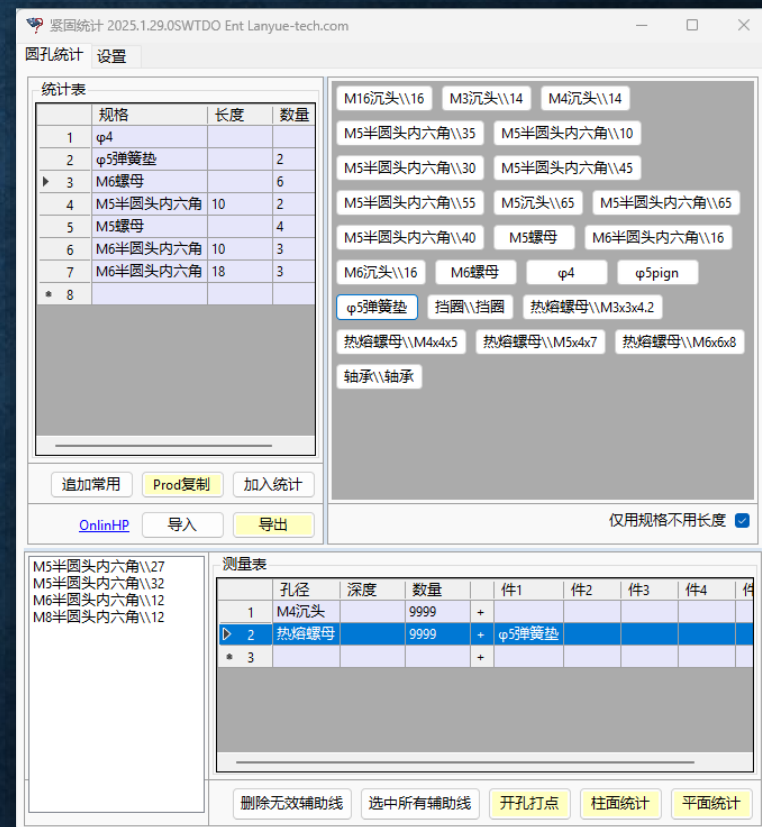 紧固统计 2025.1.29.0SWTDO Ent Lanyue-tech.com
圆孔统计 设置
统计表
规格 长度 数量
1 φ4
2 φ5弹簧垫 2
3 M6螺母 6
4 M5半圆头内六角 10 2
5 M5螺母 4
6 M6半圆头内六角 10 3
7 M6半圆头内六角 18 3
* 8
追加常用 Prod复制 加入统计
OnlinHP 导入 导出
M16沉头\\16 M3沉头\\14 M4沉头\\14
M5半圆头内六角\\35 M5半圆头内六角\\10
M5半圆头内六角\\30 M5半圆头内六角\\45
M5半圆头内六角\\55 M5沉头\\65 M5半圆头内六角\\65
M5半圆头内六角\\40 M5螺母 M6半圆头内六角\\16
M6沉头\\16 M6螺母 φ4 φ5pign
φ5弹簧垫 挡圈\\挡圈 热熔螺母\\M3x3x4.2
热熔螺母\\M4x4x5 热熔螺母\\M5x4x7 热熔螺母\\M6x6x8
轴承\\轴承
仅用规格不用长度
M5半圆头内六角\\27
M5半圆头内六角\\32
M6半圆头内六角\\12
M8半圆头内六角\\12
测量表
孔径 深度 数量 件1 件2 件3 件4
1 M4沉头 9999 +
2 热熔螺母 9999 + φ5弹簧垫
* 3 +
删除无效辅助线 选中所有辅助线 开孔打点 柱面统计 平面统计